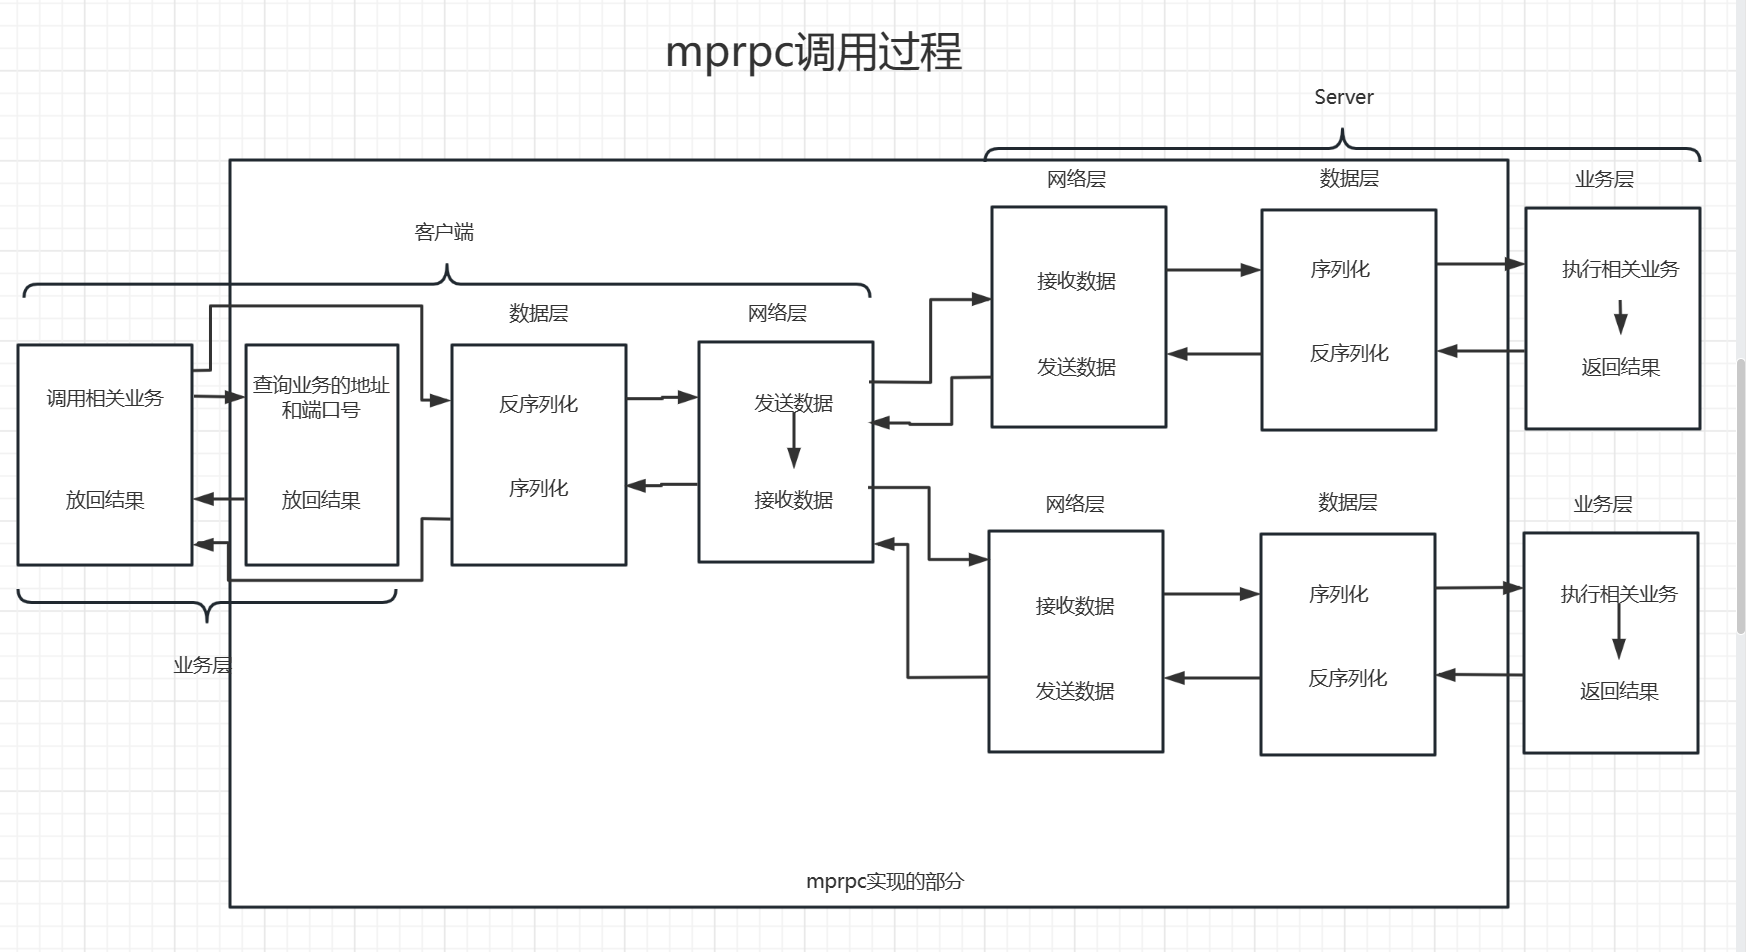 mprpc调用过程
Server
网络层
数据层
业务层
客户端
接收数据
序列化
执行相关业务
发送数据
反序列化
返回结果
数据层
网络层
调用相关业务
查询业务的地址
和端口号
反序列化
发送数据
放回结果
放回结果
序列化
接收数据
业务层
网络层
数据层
业务层
接收数据
序列化
执行相关业务
发送数据
反序列化
返回结果
mprpc实现的部分